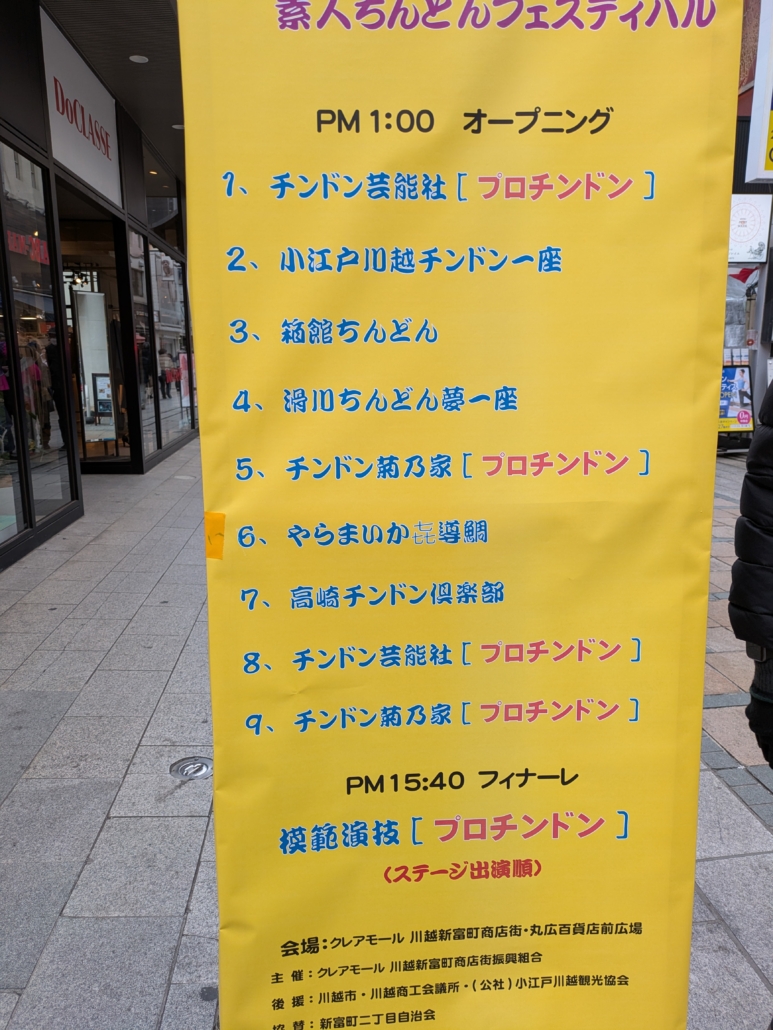 素人ちんどんフェスティバル
DoCLASSE
PM 1:00 オープニング
1、チンドン芸能社 [ プロチンドン ]
2、小江戸川越チンドン一座
3、箱館ちんどん
4、滑川ちんどん夢一座
5、チンドン菊乃家 [ プロチンドン ]
6、やらまいか㐂導鯛
7、高崎チンドン倶楽部
8、チンドン芸能社 [ プロチンドン ]
9、チンドン菊乃家 [ プロチンドン ]
PM15:40 フィナーレ
模範演技 [ プロチンドン ]
(ステージ出演順)
会場:クレアモール 川越新富町商店街・丸広百貨店前広場
主 催:クレアモール 川越新富町商店街振興組合
後 援:川越市・川越商工会議所・(公社)小江戸川越観光協会
協 賛:新富町二丁目自治会